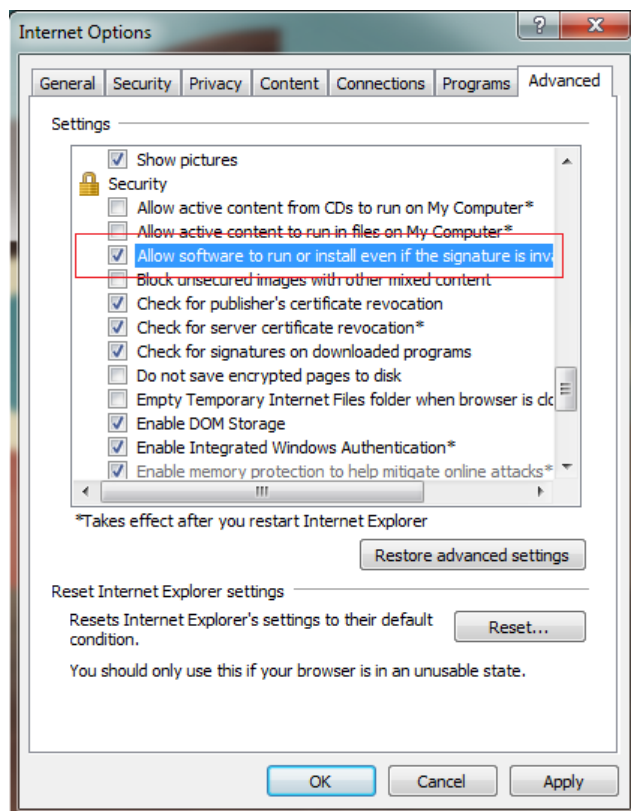 Internet Options
General Security Privacy Content Connections Programs Advanced
Settings
Show pictures
Security
Allow active content from CDs to run on My Computer*
Allow active content to run in files on My Computer*
Allow software to run or install even if the signature is inva
Block unsecured images with other mixed content
Check for publisher's certificate revocation
Check for server certificate revocation*
Check for signatures on downloaded programs
Do not save encrypted pages to disk
Empty Temporary Internet Files folder when browser is clc
Enable DOM Storage
Enable Integrated Windows Authentication*
Enable memory protection to help mitigate online attacks*
*Takes effect after you restart Internet Explorer
Restore advanced settings
Reset Internet Explorer settings
Resets Internet Explorer's settings to their default
condition.
Reset...
You should only use this if your browser is in an unusable state.
OK Cancel Apply